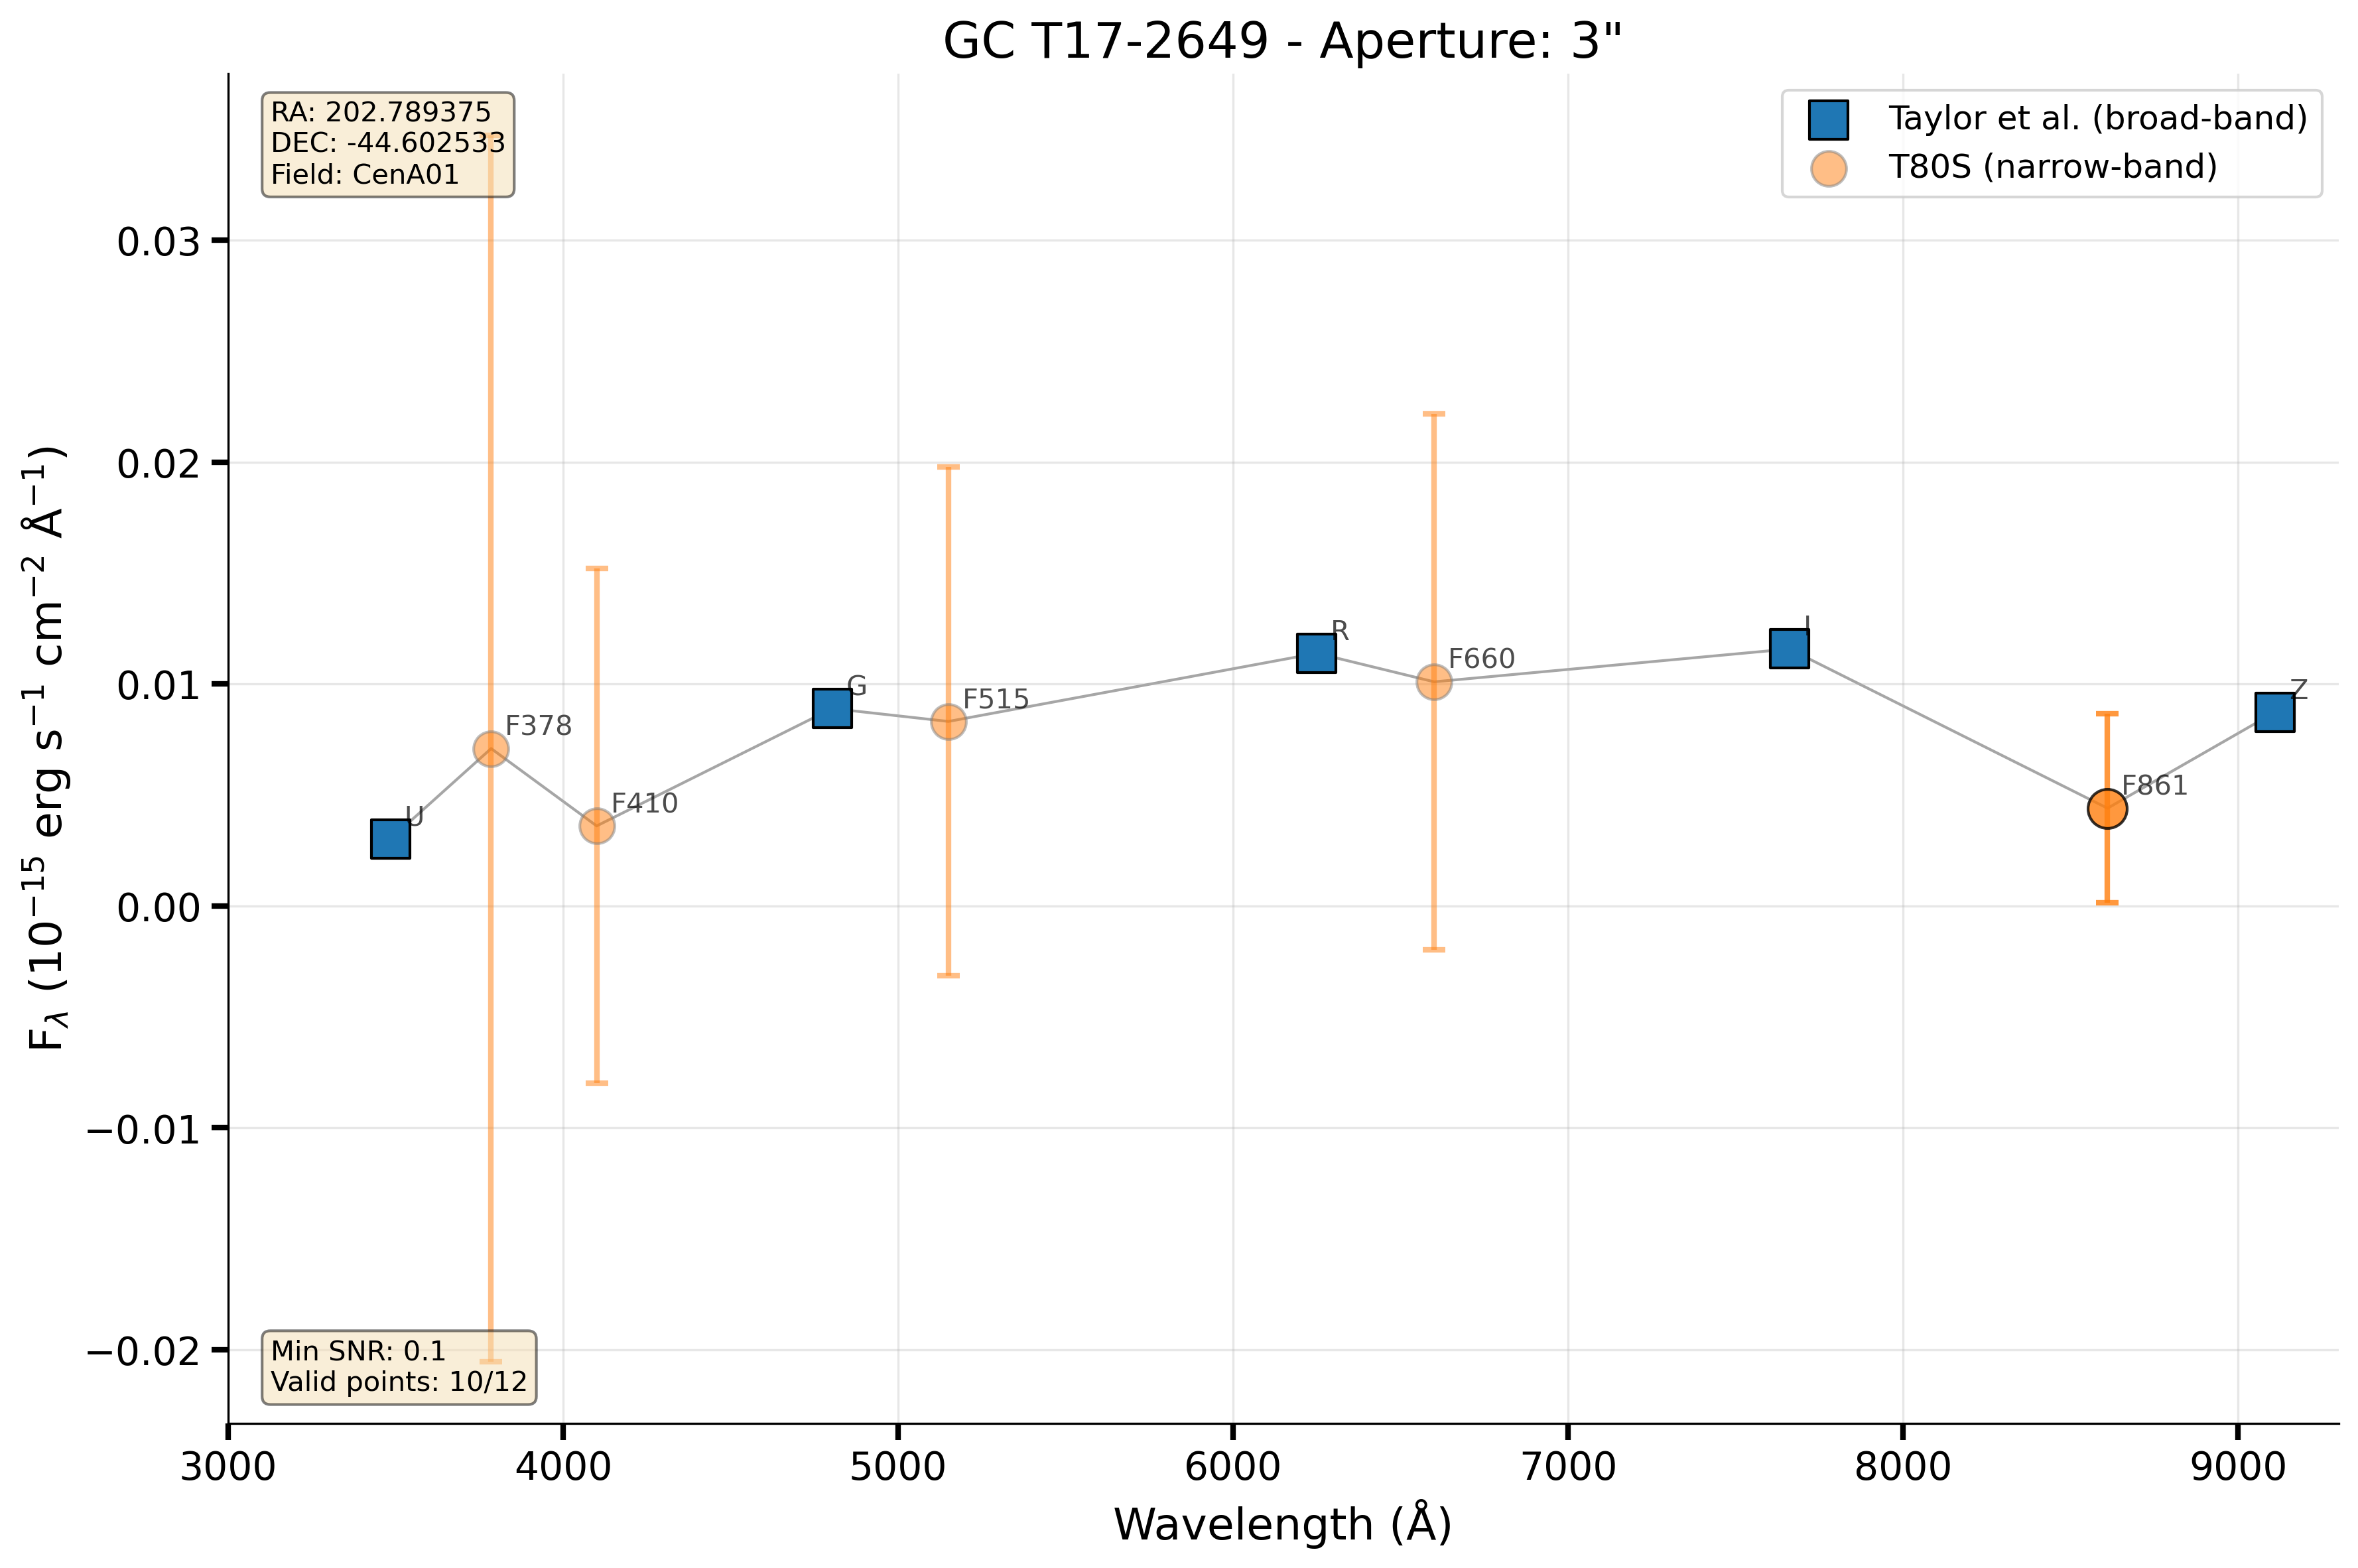 GC T17-2649 - Aperture: 3"
RA: 202.789375
DEC: -44.602533
Field: CenA01
Taylor et al. (broad-band)
T80S (narrow-band)
0.03
0.02
0.01
0.00
−0.01
−0.02
F_λ (10⁻¹⁵ erg s⁻¹ cm⁻² Å⁻¹)
U
F378
F410
G
F515
R
F660
I
F861
Z
Min SNR: 0.1
Valid points: 10/12
3000 4000 5000 6000 7000 8000 9000
Wavelength (Å)